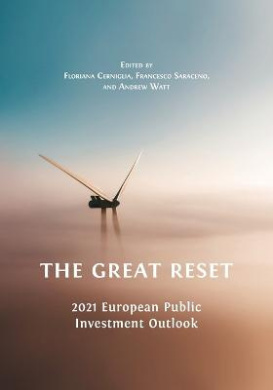 Edited by
Floriana Cerniglia, Francesco Saraceno,
and Andrew Watt
THE GREAT RESET
2021 European Public
Investment Outlook